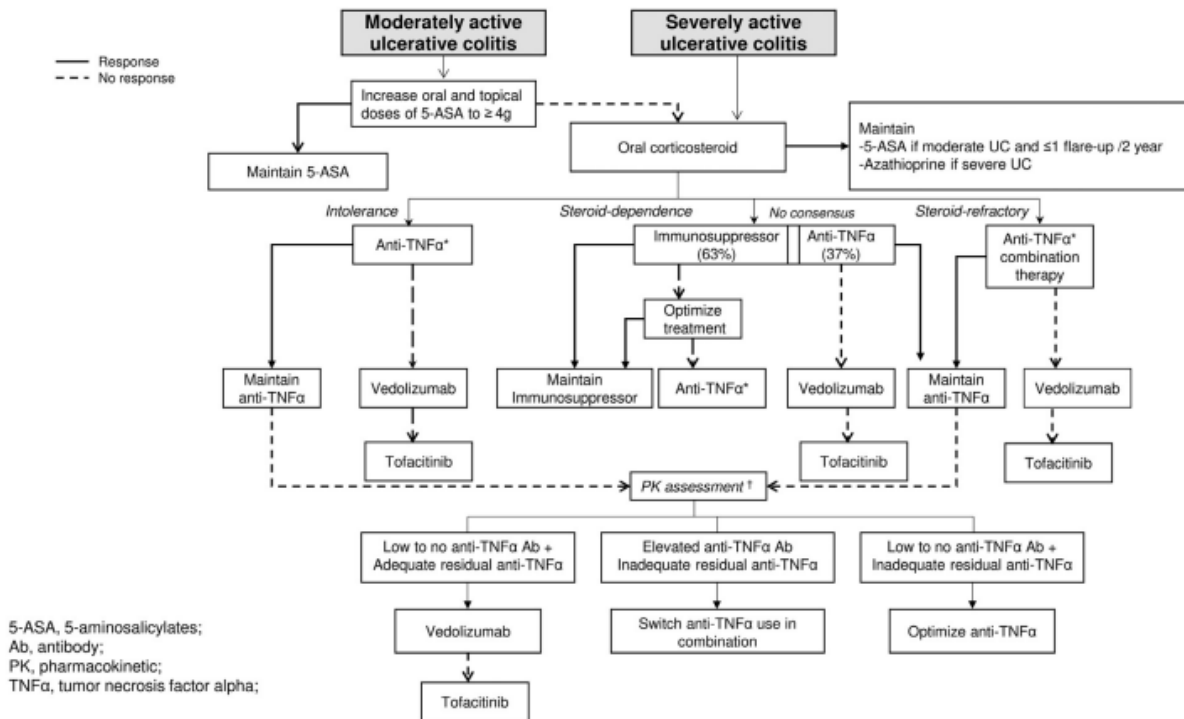 Moderately active
ulcerative colitis
Severely active
ulcerative colitis
Response
No response
Increase oral and topical
doses of 5-ASA to ≥ 4g
Oral corticosteroid
Maintain
-5-ASA if moderate UC and ≤1 flare-up /2 year
-Azathioprine if severe UC
Maintain 5-ASA
Intolerance
Steroid-dependence
No consensus
Steroid-refractory
Anti-TNFα*
Immunosuppressor
(63%)
Anti-TNFα
(37%)
Anti-TNFα*
combination
therapy
Optimize
treatment
Maintain
anti-TNFα
Vedolizumab
Maintain
Immunosuppressor
Anti-TNFα*
Vedolizumab
Maintain
anti-TNFα
Vedolizumab
Tofacitinib
Tofacitinib
Tofacitinib
PK assessment †
Low to no anti-TNFα Ab +
Adequate residual anti-TNFα
Elevated anti-TNFα Ab
Inadequate residual anti-TNFα
Low to no anti-TNFα Ab +
Inadequate residual anti-TNFα
Vedolizumab
Switch anti-TNFα use in
combination
Optimize anti-TNFα
Tofacitinib
5-ASA, 5-aminosalicylates;
Ab, antibody;
PK, pharmacokinetic;
TNFα, tumor necrosis factor alpha;